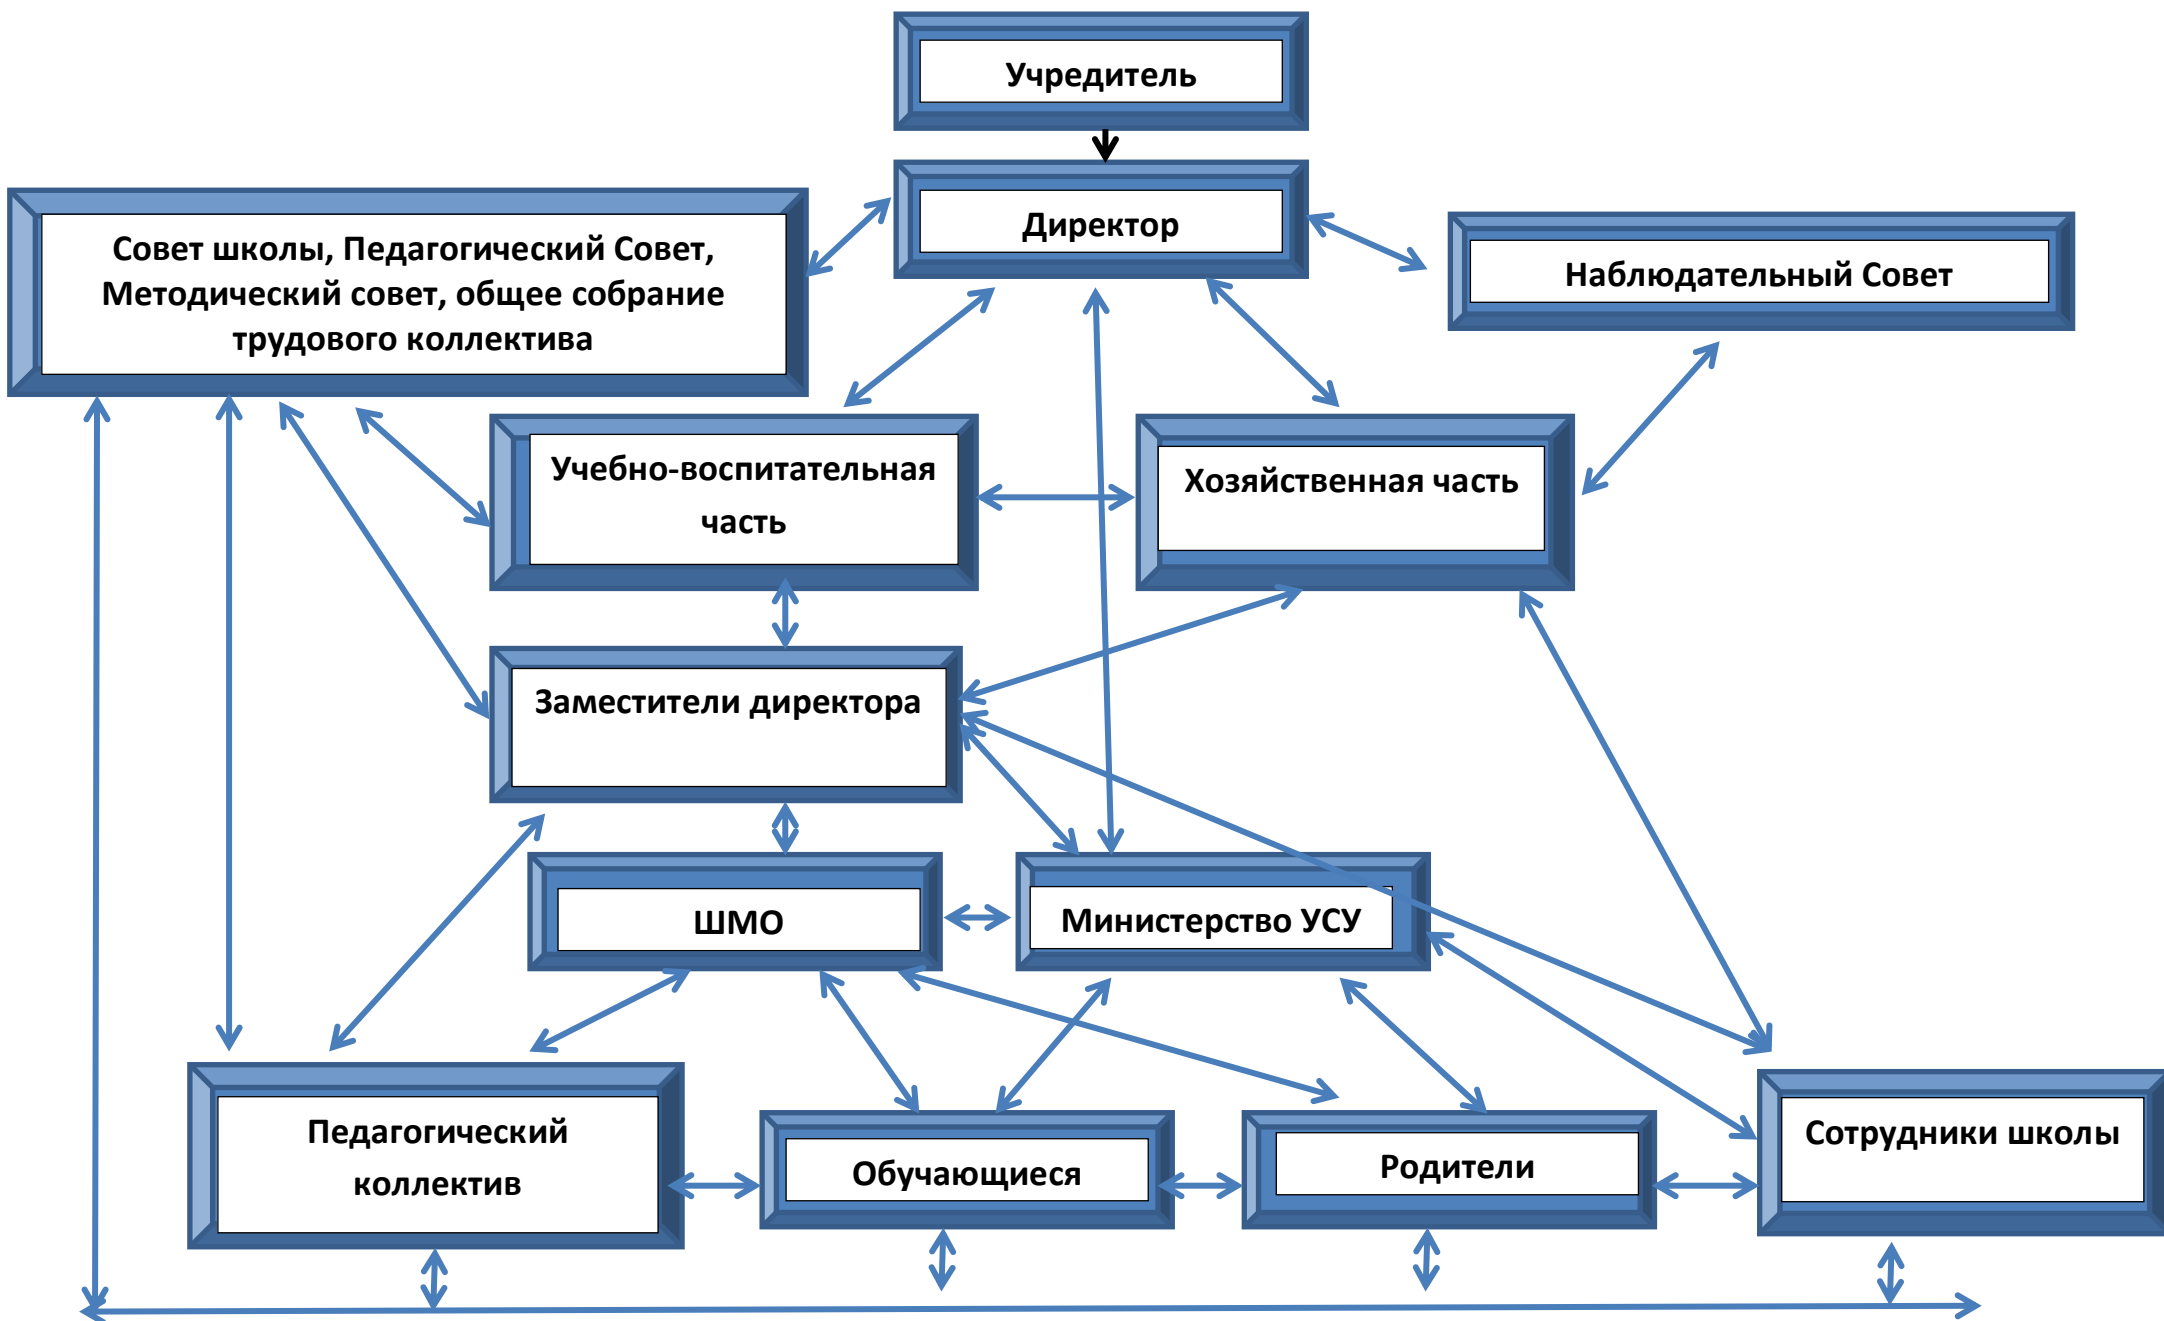 Учредитель
Директор
Совет школы, Педагогический Совет,
Методический совет, общее собрание
трудового коллектива
Наблюдательный Совет
Учебно-воспитательная
часть
Хозяйственная часть
Заместители директора
ШМО
Министерство УСУ
Педагогический
коллектив
Обучающиеся
Родители
Сотрудники школы